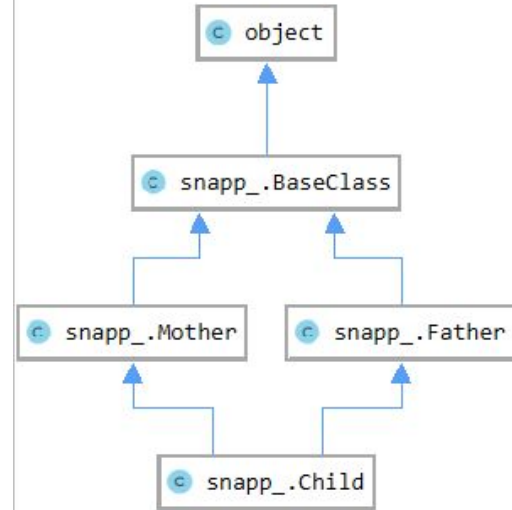 C object
C snapp_.BaseClass
C snapp_.Mother
C snapp_.Father
C snapp_.Child